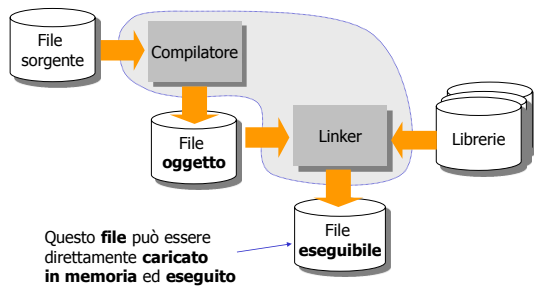 File
sorgente
Compilatore
File
oggetto
Linker
Librerie
File
eseguibile
Questo file può essere
direttamente caricato
in memoria ed eseguito